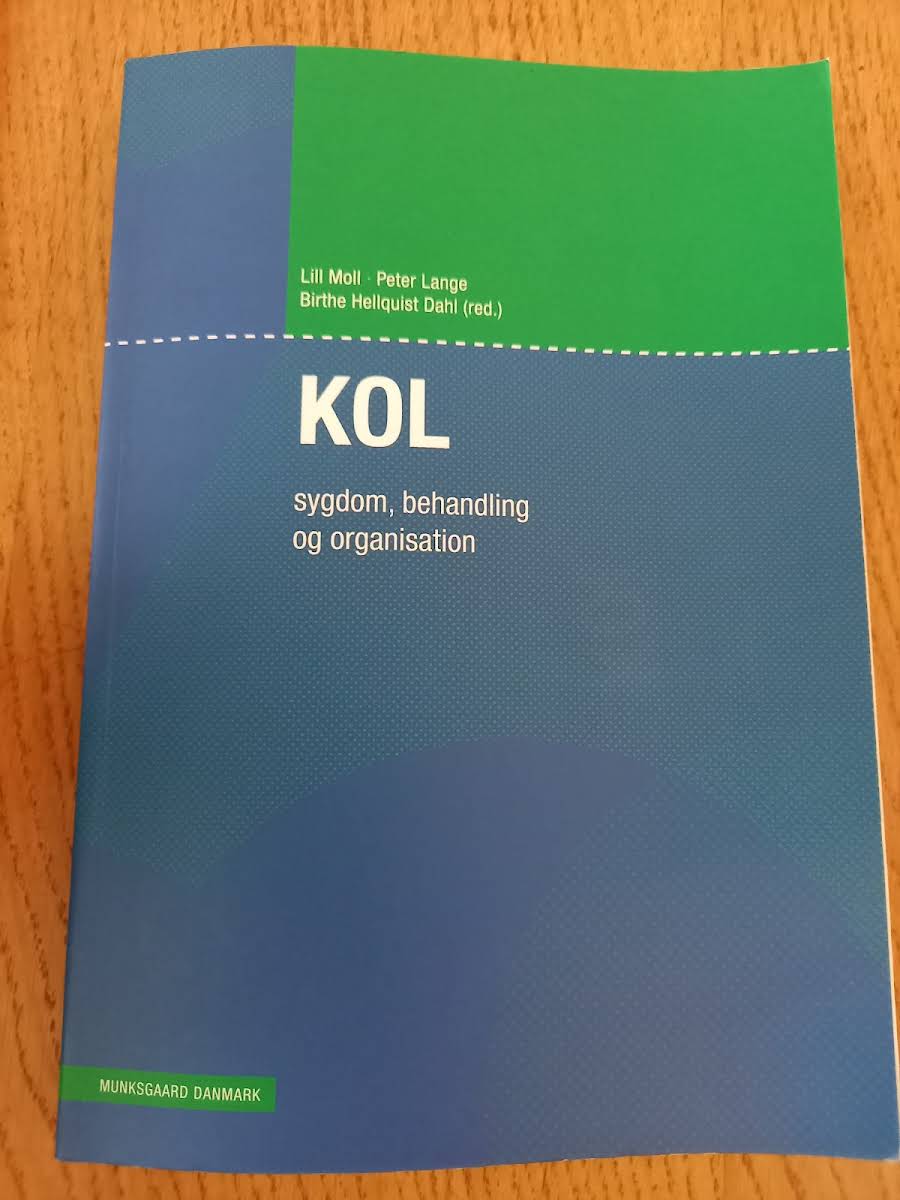 Lill Moll · Peter Lange
Birthe Hellquist Dahl (red.)
KOL
sygdom, behandling
og organisation
MUNKSGAARD DANMARK